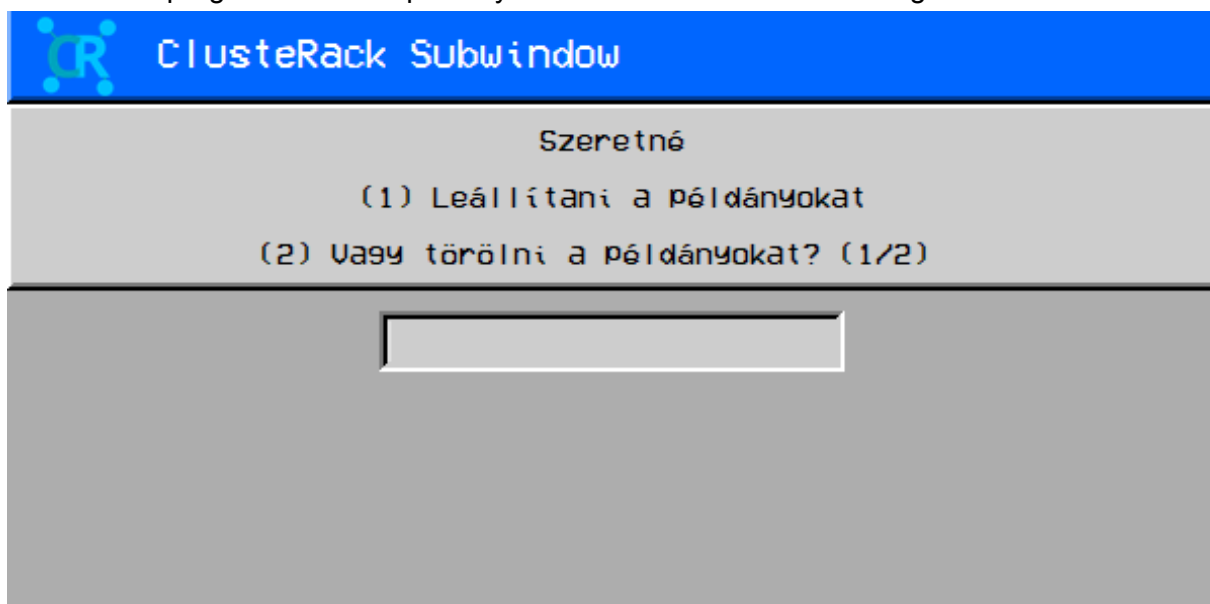 CR ClusteRack Subwindow
Szeretné
(1) Leállítani a példányokat
(2) Vagy törölni a példányokat? (1/2)